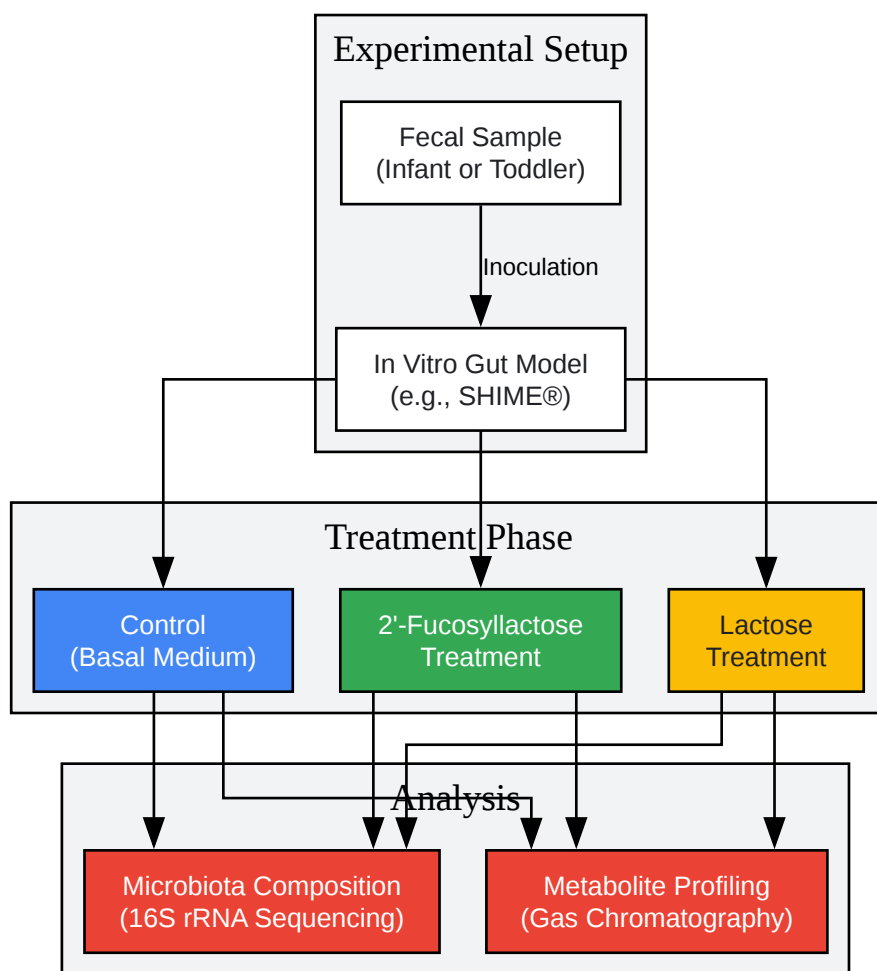 Experimental Setup
Fecal Sample
(Infant or Toddler)
Inoculation
In Vitro Gut Model
(e.g., SHIME®)
Treatment Phase
Control
(Basal Medium)
2'-Fucosyllactose
Treatment
Lactose
Treatment
Analysis
Microbiota Composition
(16S rRNA Sequencing)
Metabolite Profiling
(Gas Chromatography)